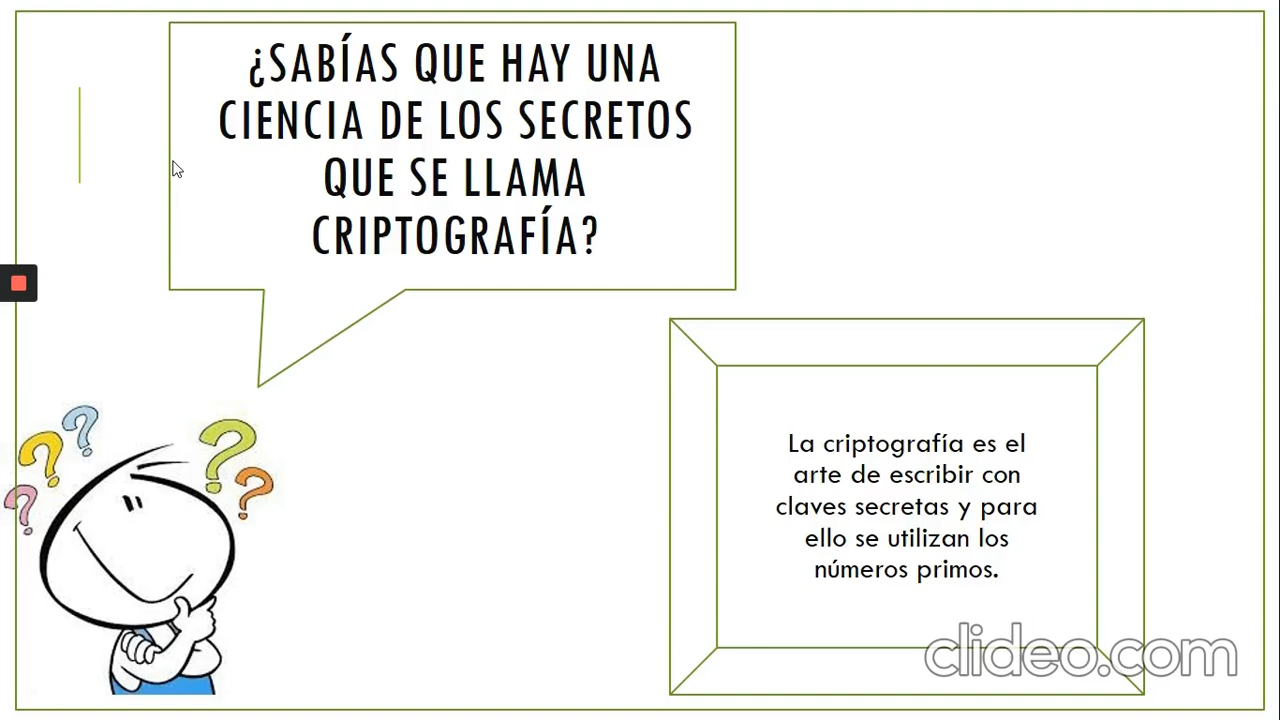 ¿SABÍAS QUE HAY UNA
CIENCIA DE LOS SECRETOS
QUE SE LLAMA
CRIPTOGRAFÍA?
La criptografía es el
arte de escribir con
claves secretas y para
ello se utilizan los
números primos.
clideo.com